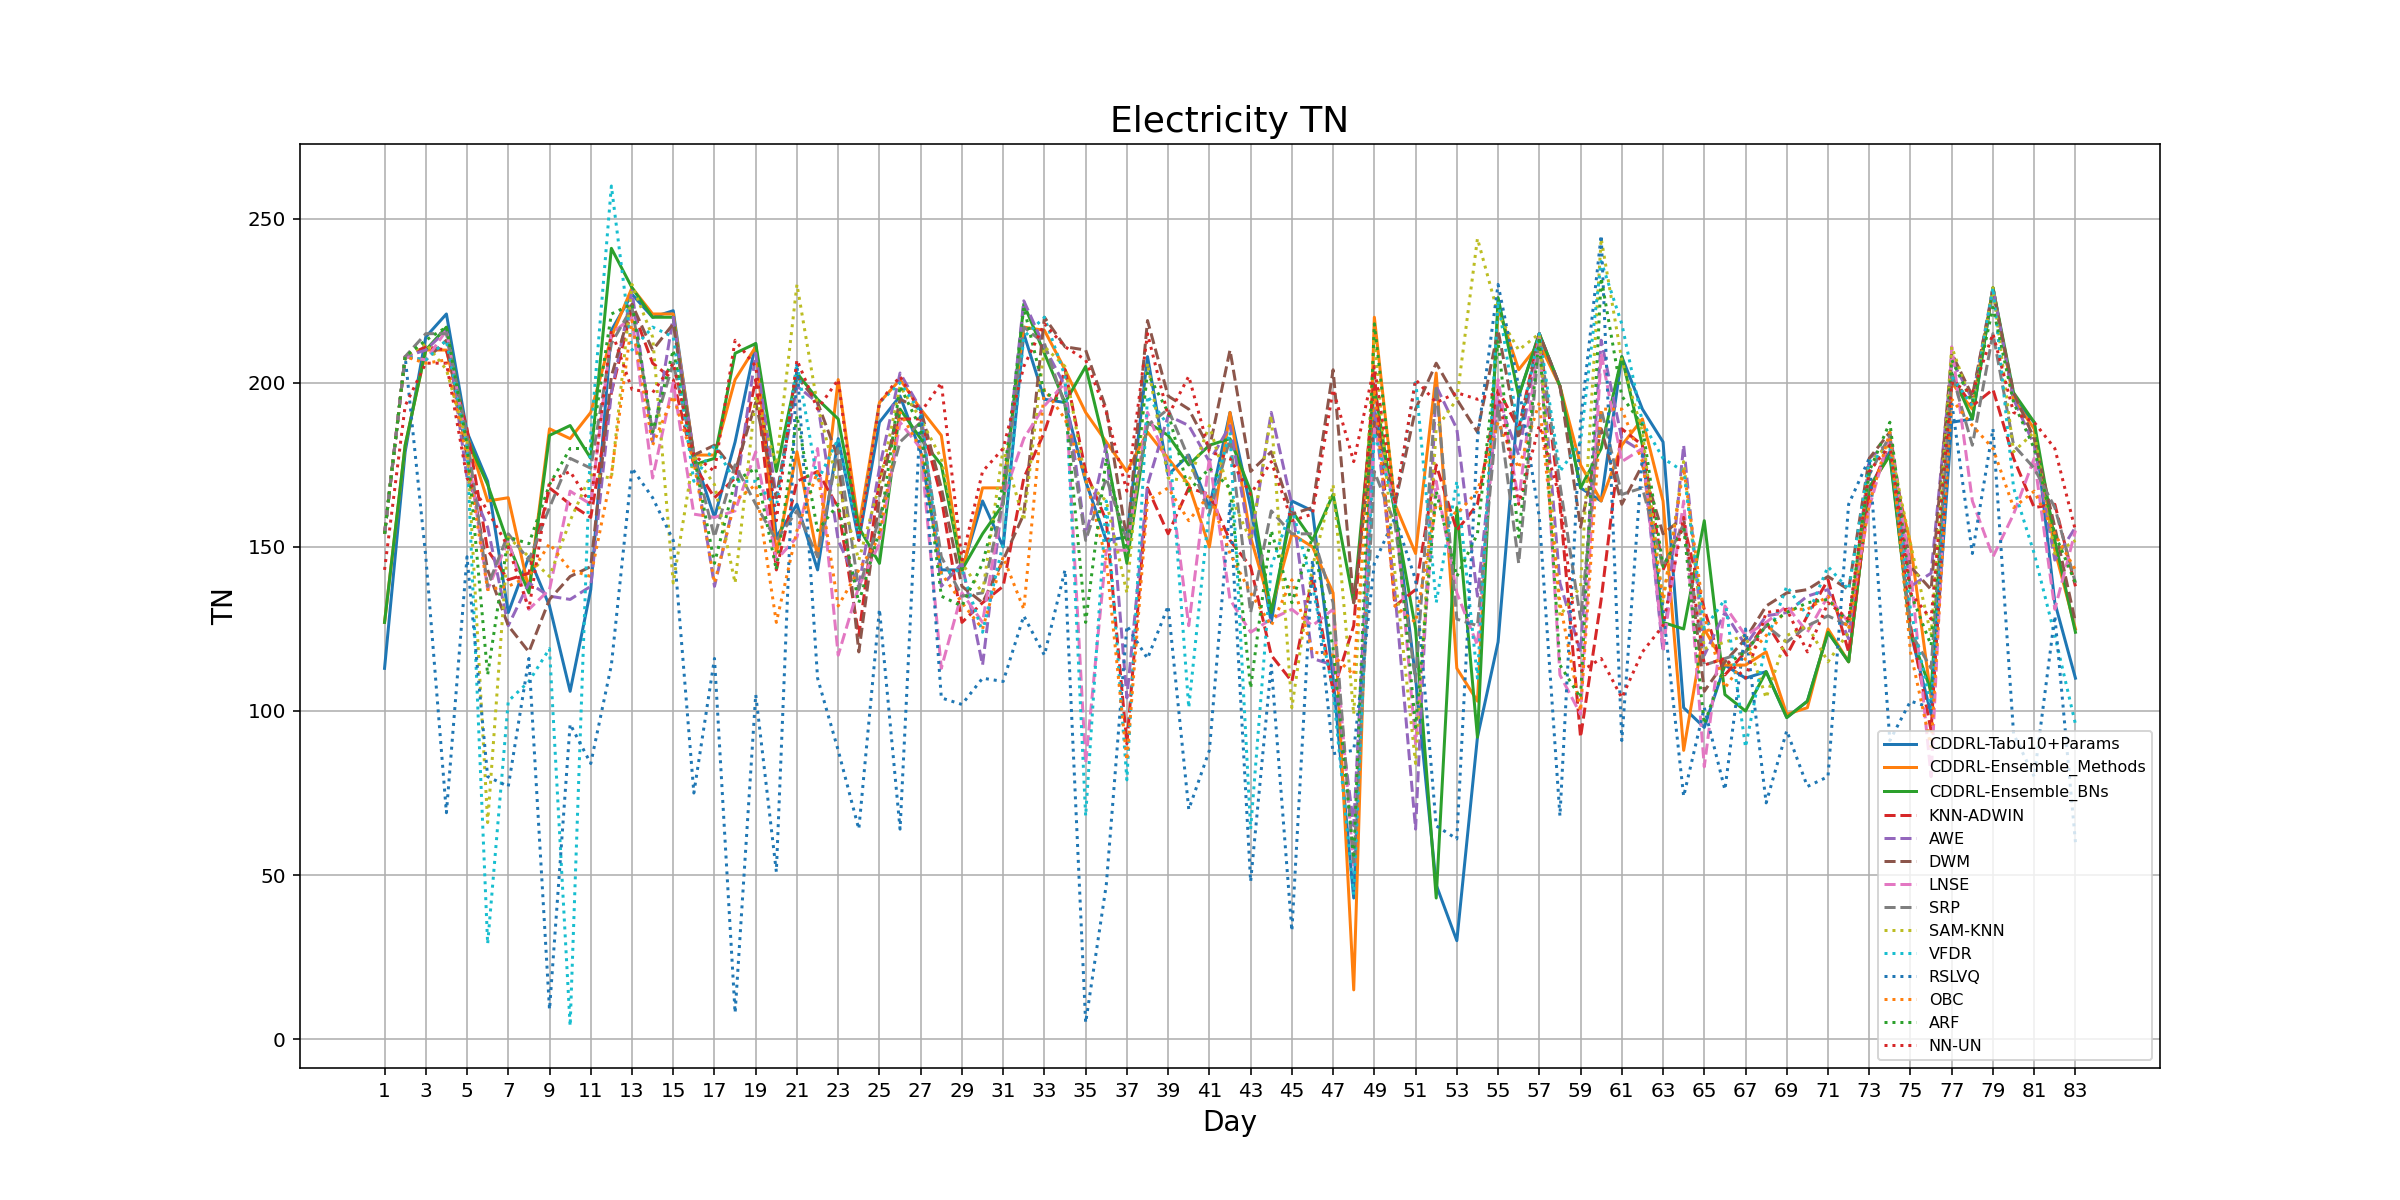 Electricity TN
TN
250
200
150
100
50
0
1 3 5 7 9 11 13 15 17 19 21 23 25 27 29 31 33 35 37 39 41 43 45 47 49 51 53 55 57 59 61 63 65 67 69 71 73 75 77 79 81 83
Day
CDDRL-Tabu10+Params
CDDRL-Ensemble_Methods
CDDRL-Ensemble_BNs
KNN-ADWIN
AWE
DWM
LNSE
SRP
SAM-KNN
VFDR
RSLVQ
OBC
ARF
NN-UN